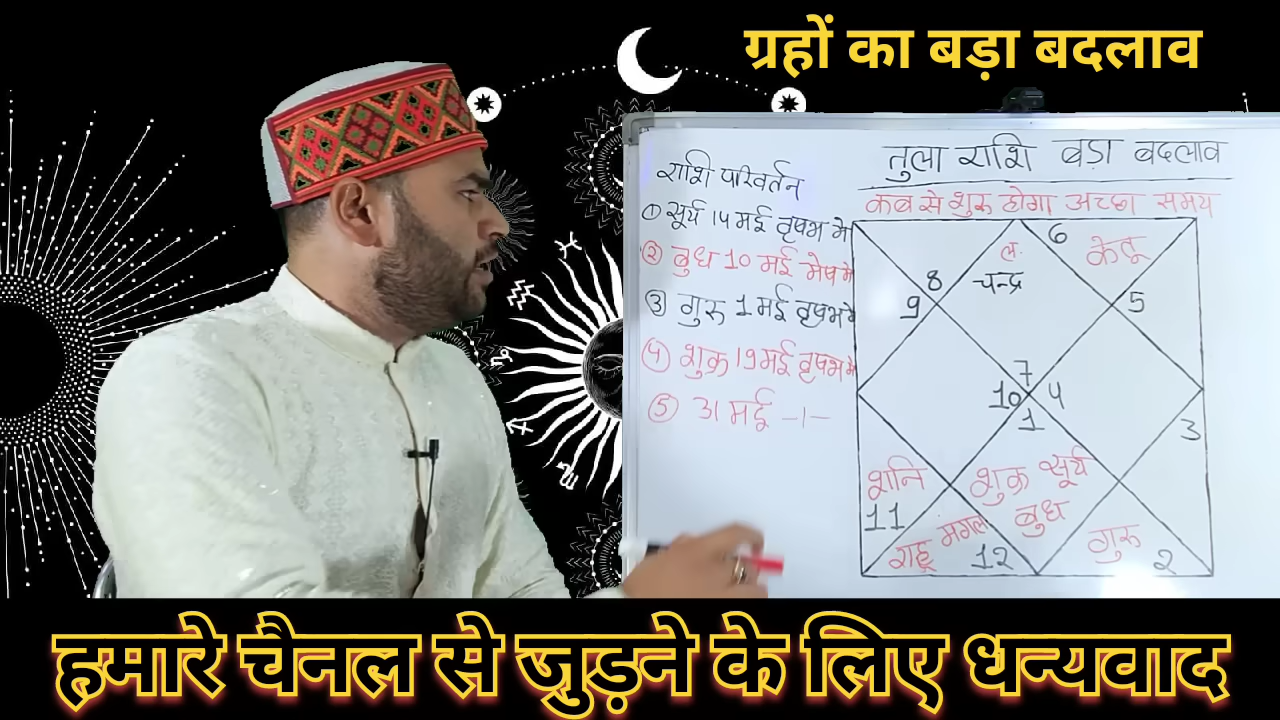 ग्रहों का बड़ा बदलाव
तुला राशि बड़ा बदलाव
कब से शुरू होगा अच्छा समय
राशि परिवर्तन
① सूर्य 14 मई वृषभ मे
② बुध 10 मई मेष मे
③ गुरु 1 मई वृषभ मे
④ शुक्र 19 मई वृषभ मे
⑤ 31 मई -1-
6
ल.
केतू
8
चन्द्र
9
5
7
10
4
1
3
शनि
शुक्र सूर्य
11
बुध
मगल
राहू
12
गुरु
2
हमारे चैनल से जुड़ने के लिए धन्यवाद